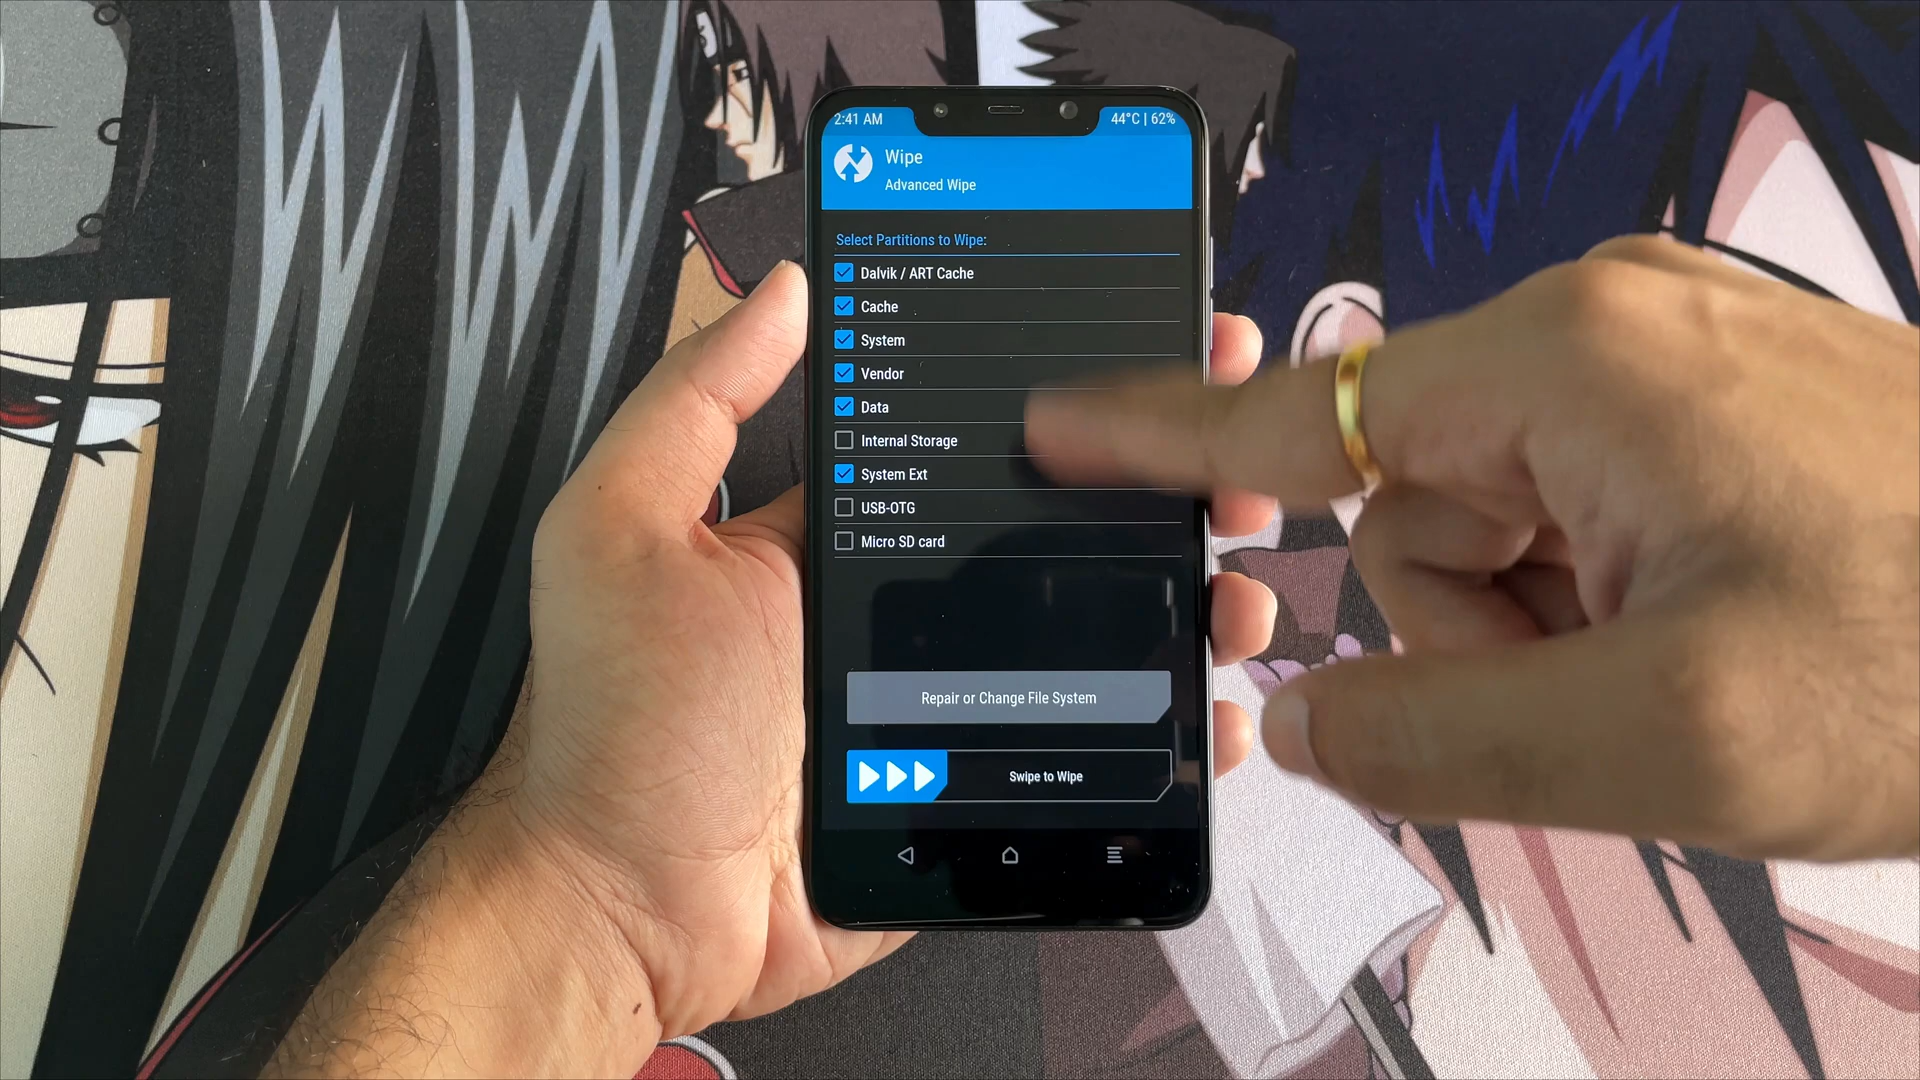 2:41 AM
44°C | 62%
Wipe
Advanced Wipe
Select Partitions to Wipe:
Dalvik / ART Cache
Cache
System
Vendor
Data
Internal Storage
System Ext
USB-OTG
Micro SD card
Repair or Change File System
Swipe to Wipe